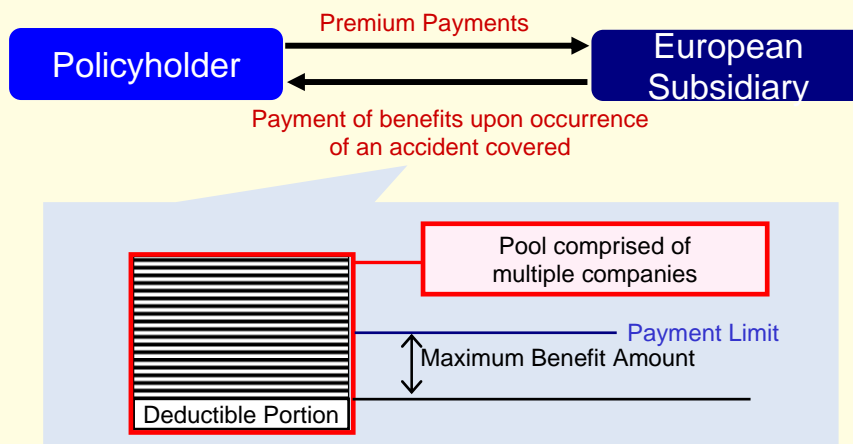 Premium Payments
Policyholder
European
Subsidiary
Payment of benefits upon occurrence
of an accident covered
Pool comprised of
multiple companies
Payment Limit
Maximum Benefit Amount
Deductible Portion